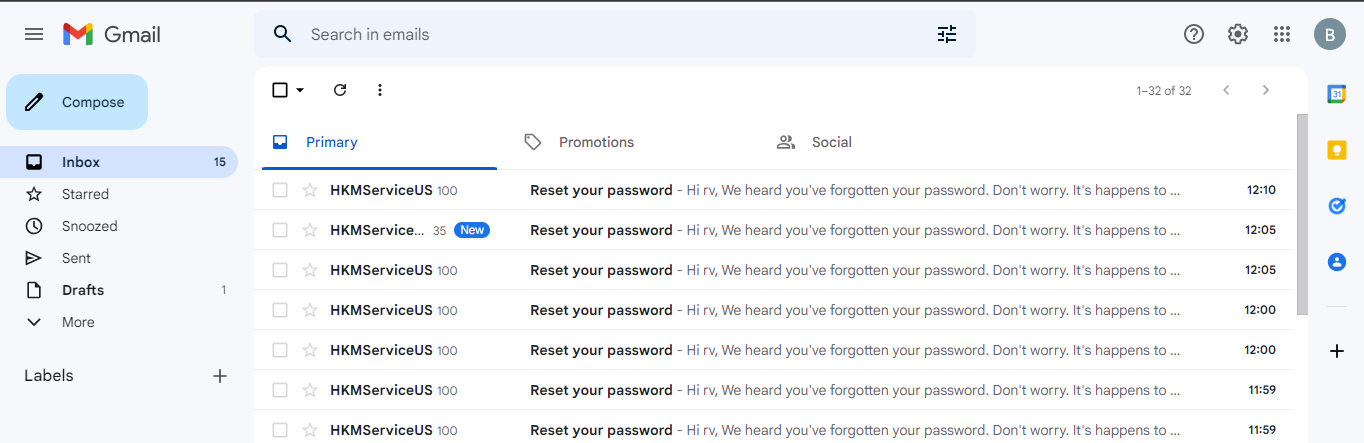 Gmail
Search in emails
B
Compose
1–32 of 32
31
Primary
Promotions
Social
Inbox 15
Starred
Snoozed
Sent
Drafts 1
More
Labels
HKMServiceUS 100 Reset your password - Hi rv, We heard you've forgotten your password. Don't worry. It's happens to ... 12:10
HKMService... 35 New Reset your password - Hi rv, We heard you've forgotten your password. Don't worry. It's happens to ... 12:05
HKMServiceUS 100 Reset your password - Hi rv, We heard you've forgotten your password. Don't worry. It's happens to ... 12:05
HKMServiceUS 100 Reset your password - Hi rv, We heard you've forgotten your password. Don't worry. It's happens to ... 12:00
HKMServiceUS 100 Reset your password - Hi rv, We heard you've forgotten your password. Don't worry. It's happens to ... 12:00
HKMServiceUS 100 Reset your password - Hi rv, We heard you've forgotten your password. Don't worry. It's happens to ... 11:59
HKMServiceUS 100 Reset your password - Hi rv, We heard you've forgotten your password. Don't worry. It's happens to ... 11:59